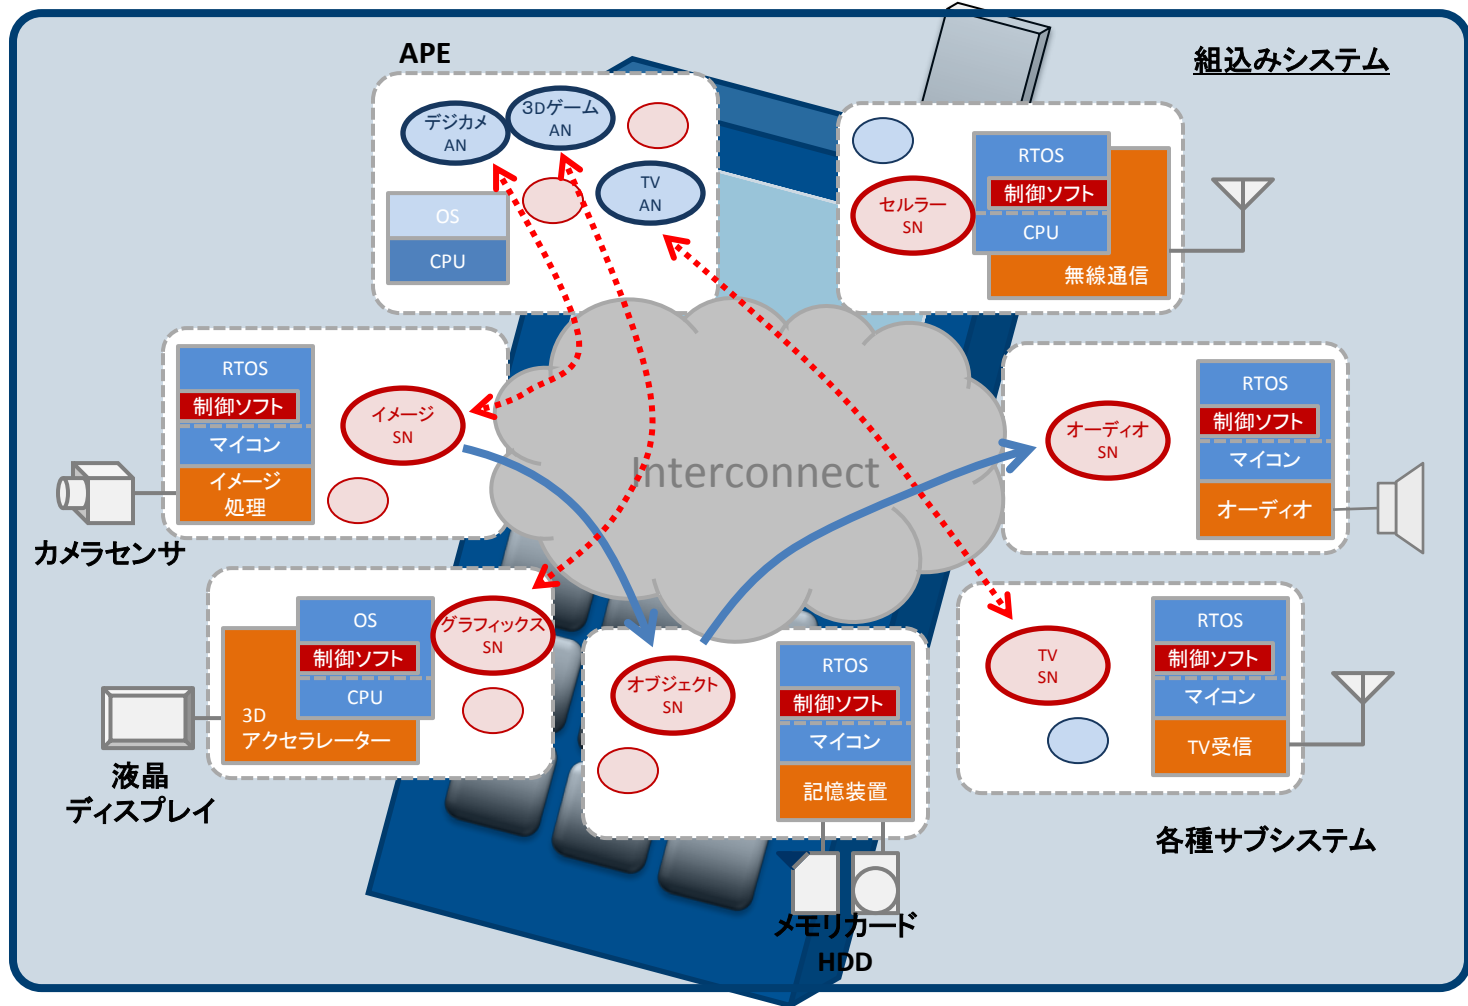 APE
組込みシステム
デジカメ
AN
3Dゲーム
AN
TV
AN
OS
CPU
RTOS
制御ソフト
CPU
無線通信
セルラー
SN
RTOS
制御ソフト
マイコン
イメージ
処理
イメージ
SN
カメラセンサ
Interconnect
オーディオ
SN
RTOS
制御ソフト
マイコン
オーディオ
OS
制御ソフト
CPU
3D
アクセラレーター
グラフィックス
SN
液晶
ディスプレイ
オブジェクト
SN
RTOS
制御ソフト
マイコン
記憶装置
メモリカード
HDD
TV
SN
RTOS
制御ソフト
マイコン
TV受信
各種サブシステム